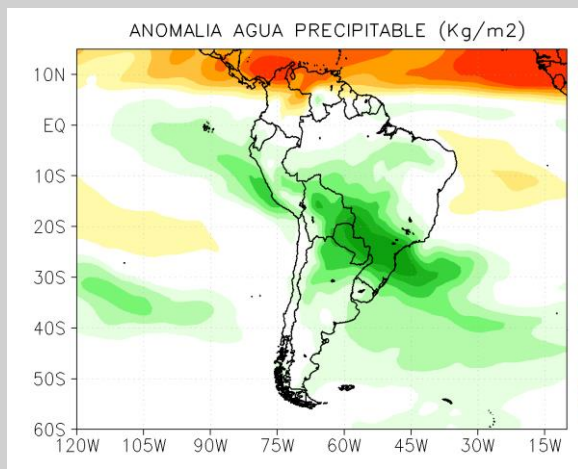 ANOMALIA AGUA PRECIPITABLE (Kg/m2)
10N
EQ
10S
20S
30S
40S
50S
60S
120W 105W 90W 75W 60W 45W 30W 15W